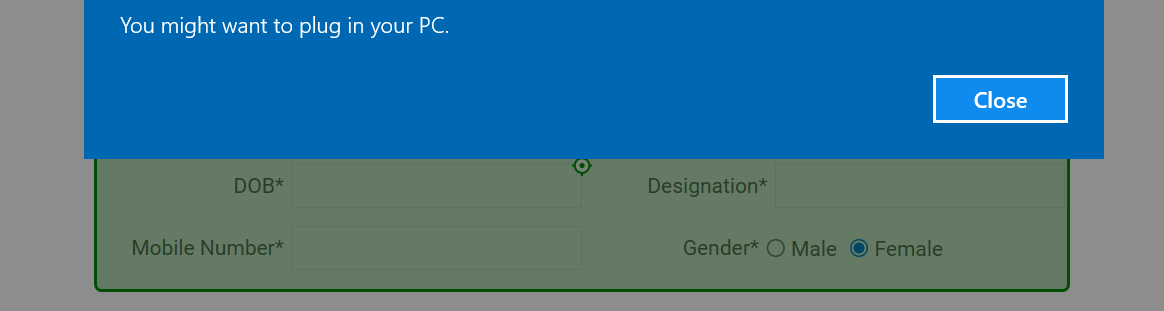 You might want to plug in your PC.
Close
DOB* Designation*
Mobile Number* Gender* Male Female